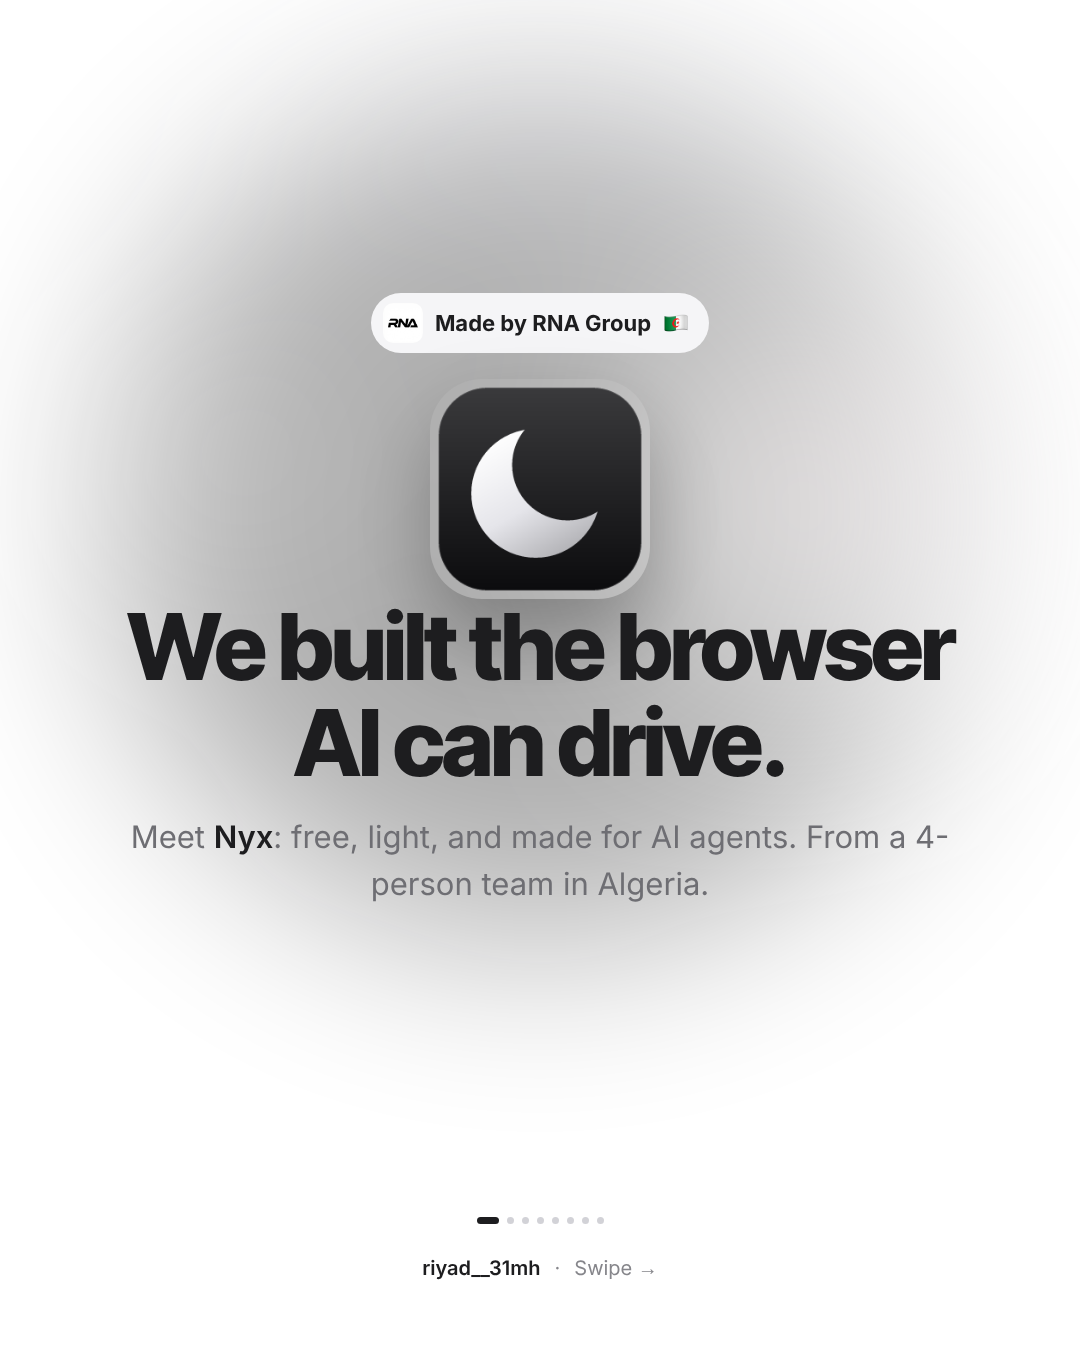 RNA Made by RNA Group 🇩🇿
We built the browser
AI can drive.
Meet Nyx: free, light, and made for AI agents. From a 4-
person team in Algeria.
riyad__31mh · Swipe →